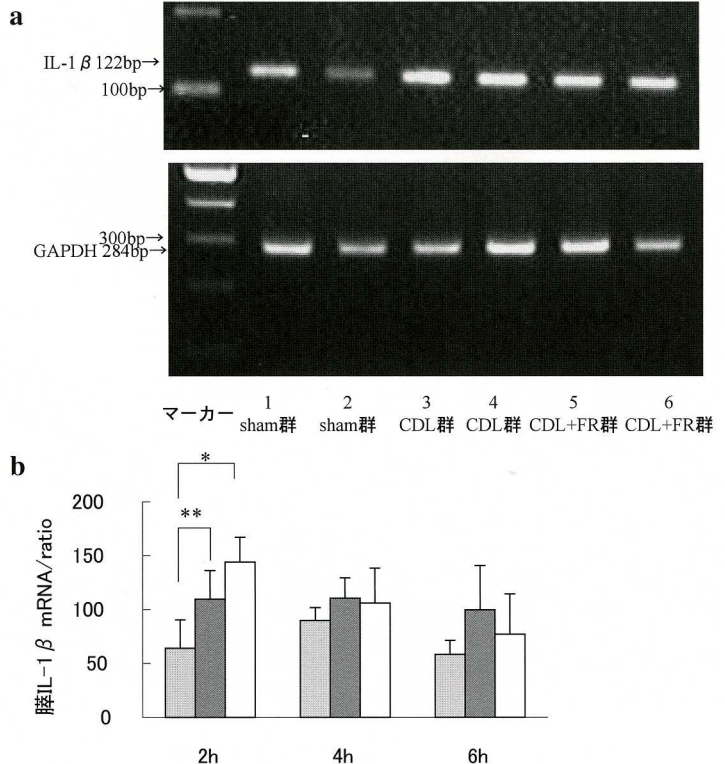 a
IL-1β 122bp→
100bp→
300bp→
GAPDH 284bp→
マーカー 1 2 3 4 5 6
sham群 sham群 CDL群 CDL群 CDL+FR群 CDL+FR群
b
*
**
膵IL-1β mRNA/ratio
200
150
100
50
0
2h 4h 6h